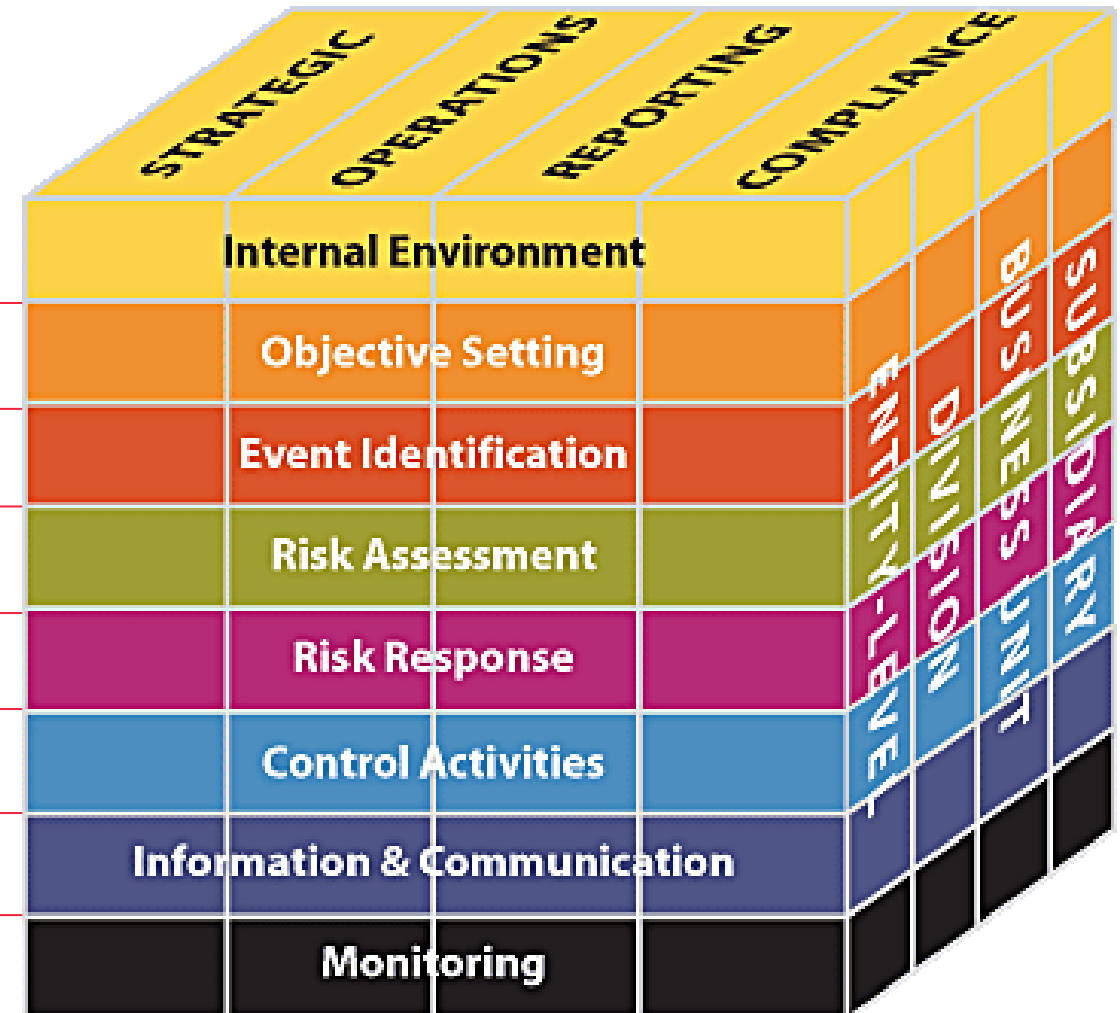 STRATEGIC
OPERATIONS
REPORTING
COMPLIANCE
Internal Environment
Objective Setting
Event Identification
Risk Assessment
Risk Response
Control Activities
Information & Communication
Monitoring
ENTITY-LEVEL
DIVISION
BUSINESS UNIT
SUBSIDIARY